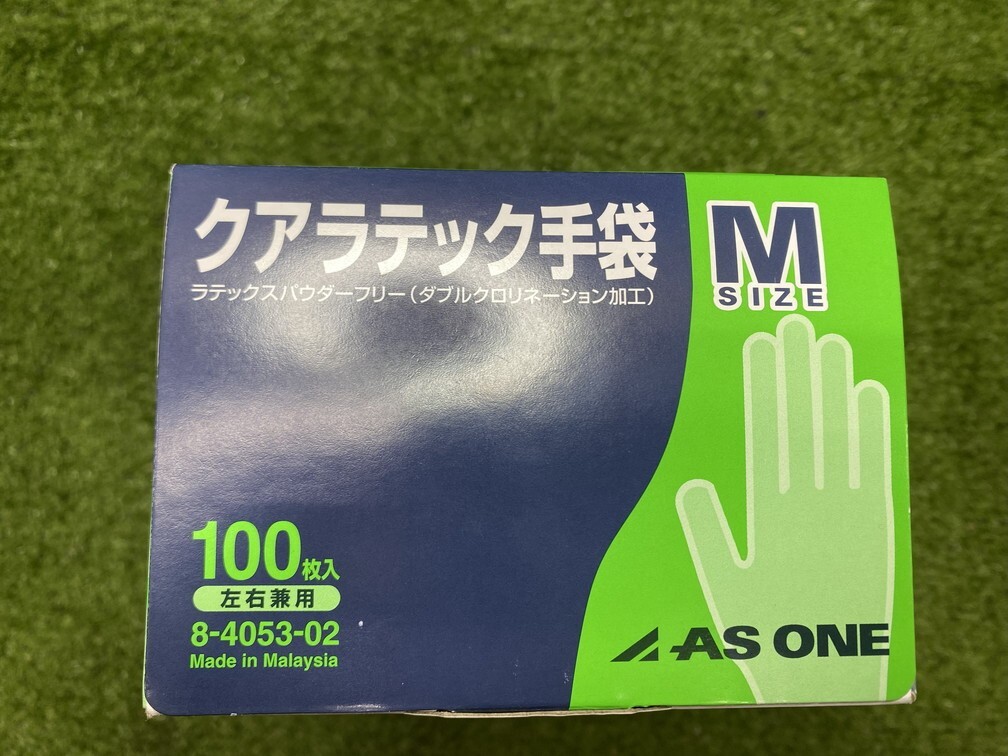 クアラテック手袋
ラテックスパウダーフリー（ダブルクロリネーション加工）
M
SIZE
100枚入
左右兼用
8-4053-02
Made in Malaysia
AS ONE